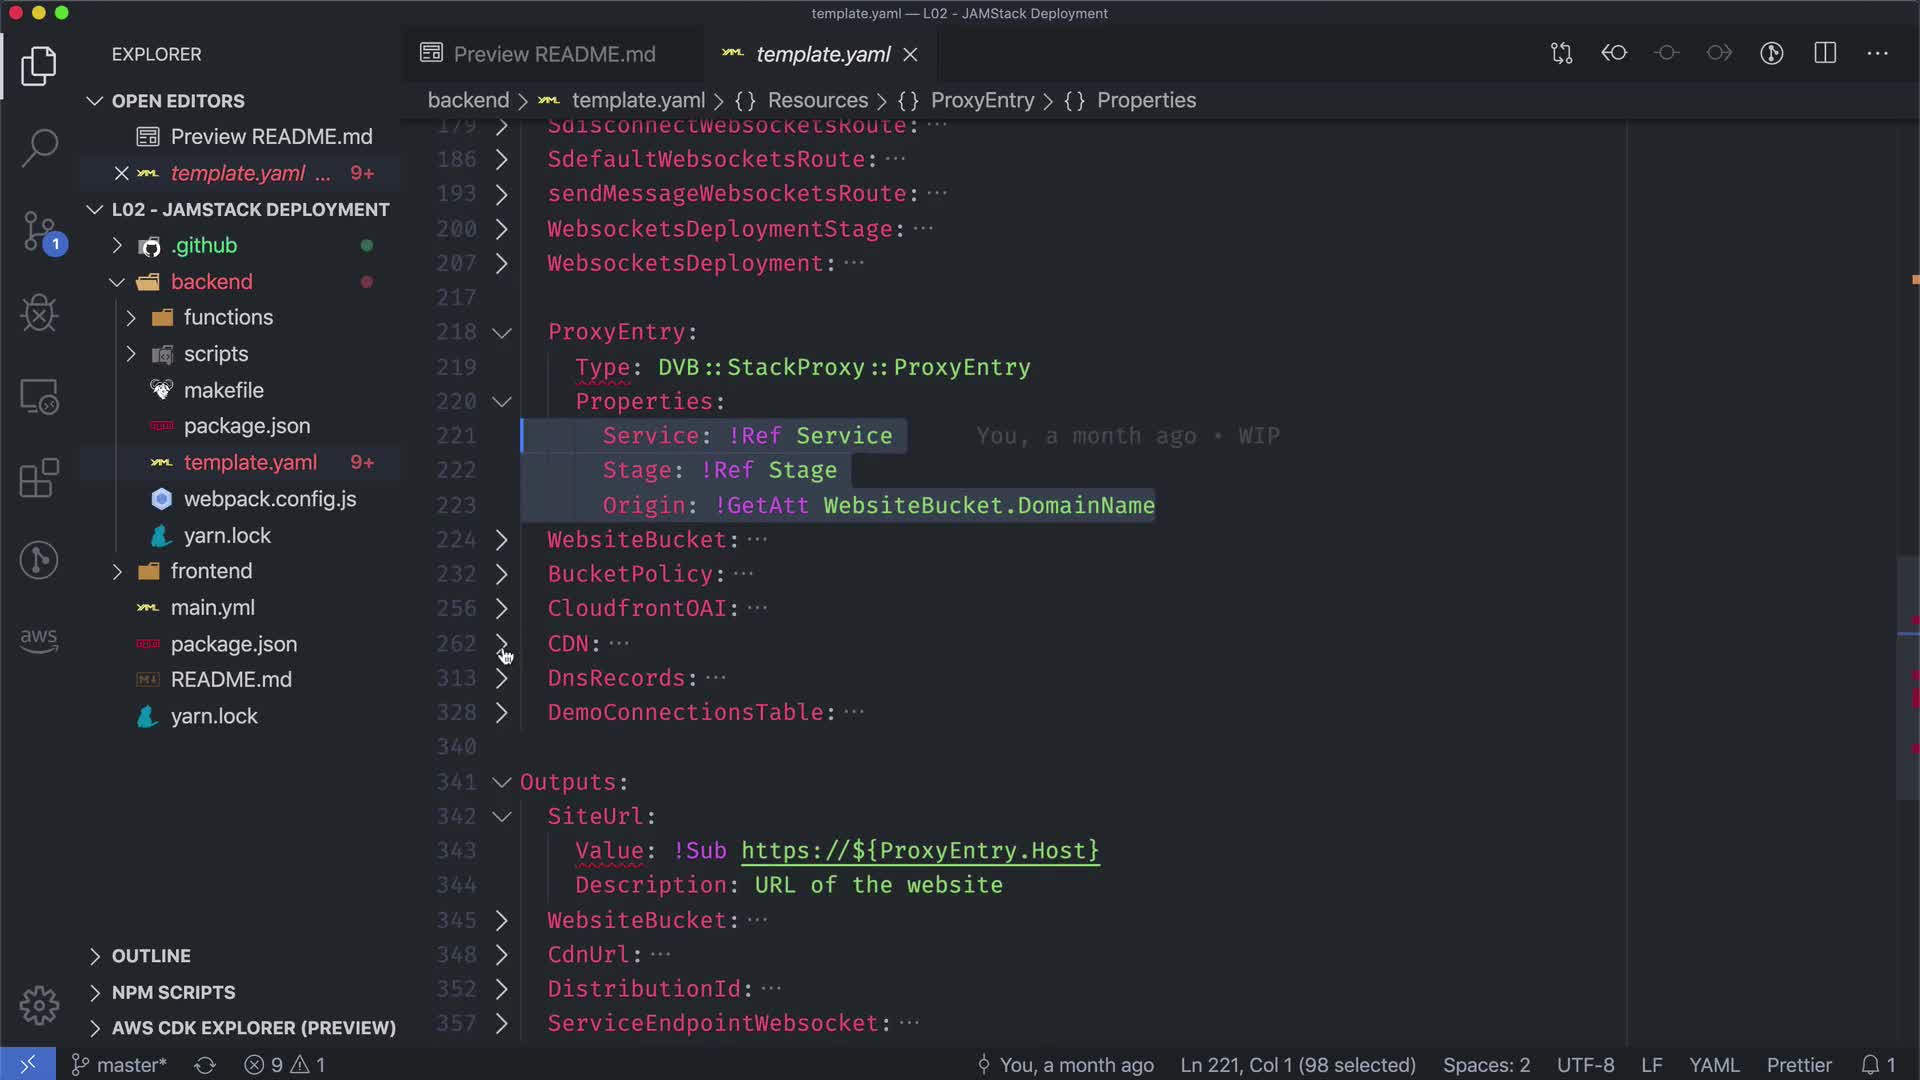 template.yaml — L02 - JAMStack Deployment
EXPLORER
OPEN EDITORS
Preview README.md
template.yaml ... 9+
L02 - JAMSTACK DEPLOYMENT
.github
backend
functions
scripts
makefile
package.json
template.yaml 9+
webpack.config.js
yarn.lock
frontend
main.yml
package.json
README.md
yarn.lock
OUTLINE
NPM SCRIPTS
AWS CDK EXPLORER (PREVIEW)
1
aws
Preview README.md
template.yaml
backend > template.yaml > {} Resources > {} ProxyEntry > {} Properties
179 SdisconnectWebsocketsRoute: ···
186 SdefaultWebsocketsRoute: ···
193 sendMessageWebsocketsRoute: ···
200 WebsocketsDeploymentStage: ···
207 WebsocketsDeployment: ···
217
218 ProxyEntry:
219 Type: DVB::StackProxy::ProxyEntry
220 Properties:
221 Service: !Ref Service You, a month ago • WIP
222 Stage: !Ref Stage
223 Origin: !GetAtt WebsiteBucket.DomainName
224 WebsiteBucket: ···
232 BucketPolicy: ···
256 CloudfrontOAI: ···
262 CDN: ···
313 DnsRecords: ···
328 DemoConnectionsTable: ···
340
341 Outputs:
342 SiteUrl:
343 Value: !Sub https://${ProxyEntry.Host}
344 Description: URL of the website
345 WebsiteBucket: ···
348 CdnUrl: ···
352 DistributionId: ···
357 ServiceEndpointWebsocket: ···
master* 9 1 You, a month ago Ln 221, Col 1 (98 selected) Spaces: 2 UTF-8 LF YAML Prettier 1